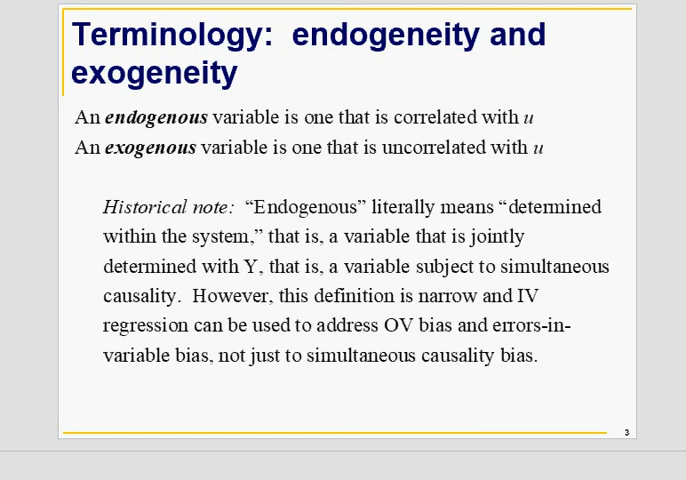 Terminology:  endogeneity and
exogeneity
An endogenous variable is one that is correlated with u
An exogenous variable is one that is uncorrelated with u
Historical note:  “Endogenous” literally means “determined
within the system,” that is, a variable that is jointly
determined with Y, that is, a variable subject to simultaneous
causality.  However, this definition is narrow and IV
regression can be used to address OV bias and errors-in-
variable bias, not just to simultaneous causality bias.
3